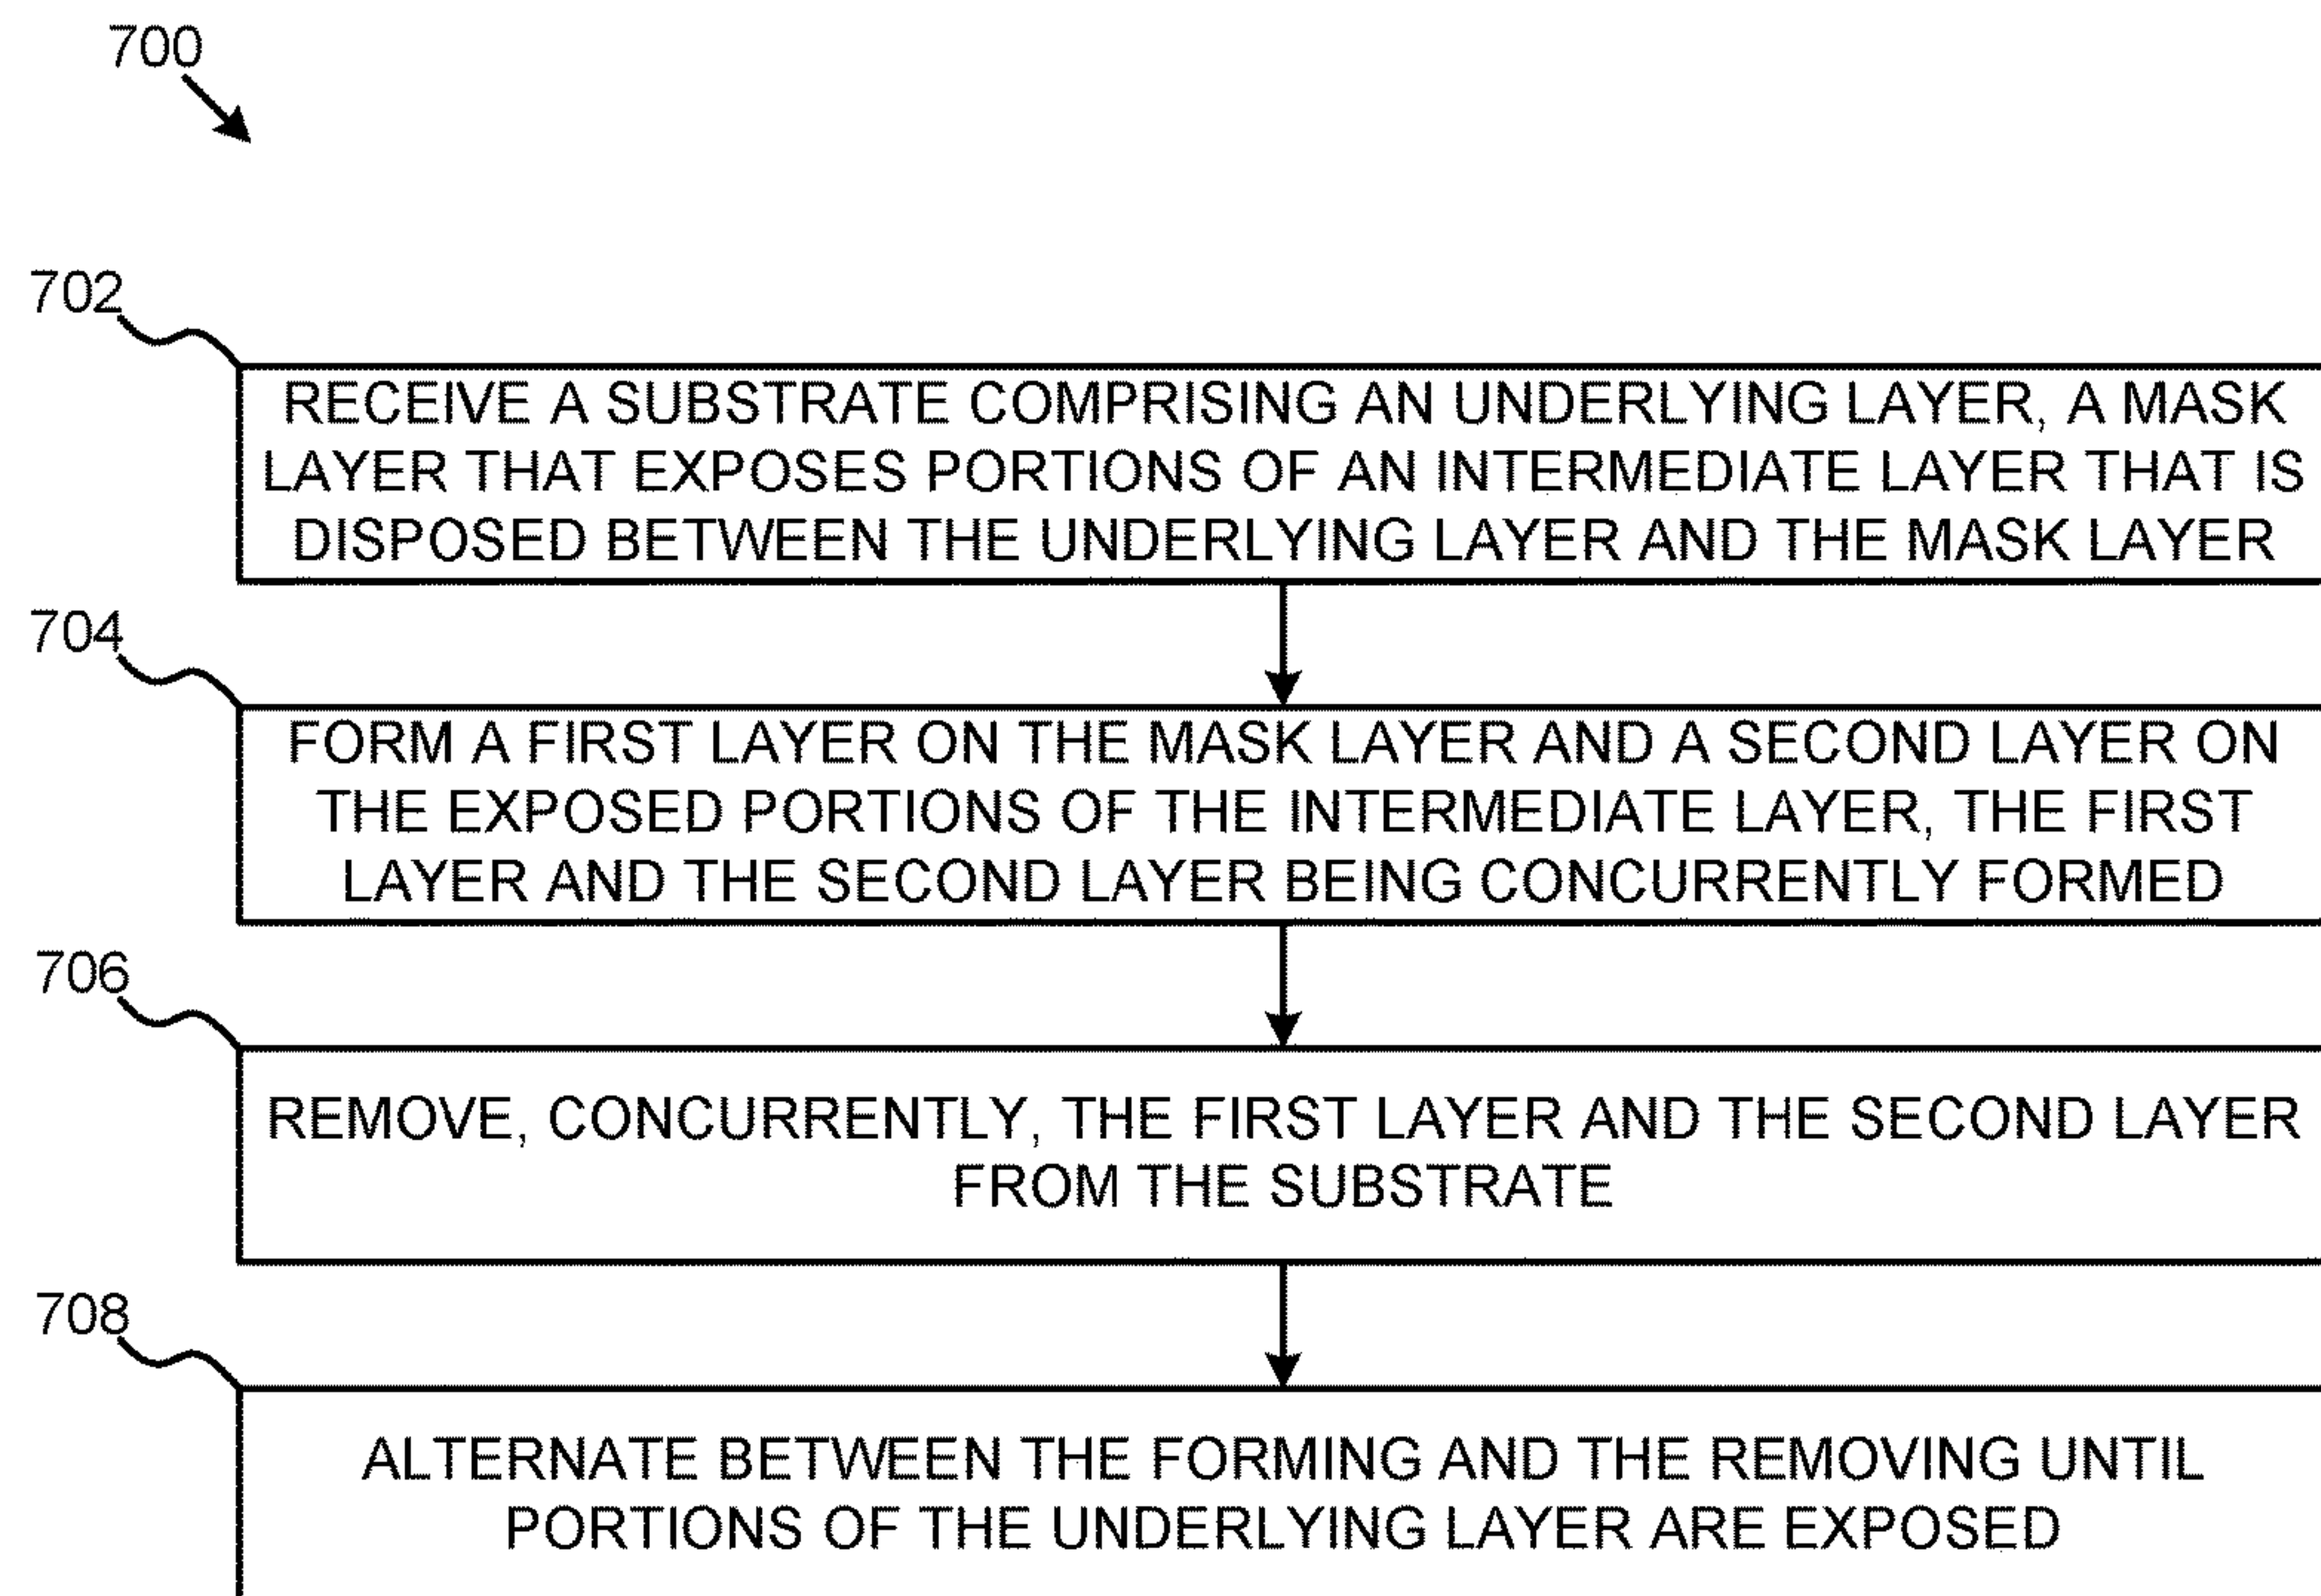 700
702
RECEIVE A SUBSTRATE COMPRISING AN UNDERLYING LAYER, A MASK
LAYER THAT EXPOSES PORTIONS OF AN INTERMEDIATE LAYER THAT IS
DISPOSED BETWEEN THE UNDERLYING LAYER AND THE MASK LAYER
704
FORM A FIRST LAYER ON THE MASK LAYER AND A SECOND LAYER ON
THE EXPOSED PORTIONS OF THE INTERMEDIATE LAYER, THE FIRST
LAYER AND THE SECOND LAYER BEING CONCURRENTLY FORMED
706
REMOVE, CONCURRENTLY, THE FIRST LAYER AND THE SECOND LAYER
FROM THE SUBSTRATE
708
ALTERNATE BETWEEN THE FORMING AND THE REMOVING UNTIL
PORTIONS OF THE UNDERLYING LAYER ARE EXPOSED